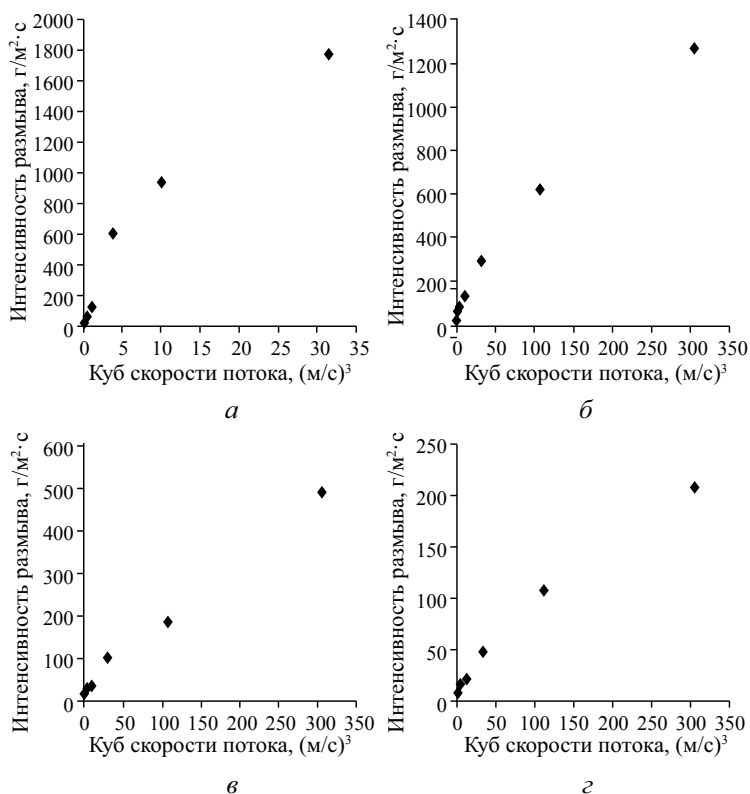 Интенсивность размыва, г/м²·с
2000
1800
1600
1400
1200
1000
800
600
400
200
0
0 5 10 15 20 25 30 35
Куб скорости потока, (м/с)³
а
Интенсивность размыва, г/м²·с
1400
1200
1000
800
600
400
200
0
0 50 100 150 200 250 300 350
Куб скорости потока, (м/с)³
б
Интенсивность размыва, г/м²·с
600
500
400
300
200
100
0
0 50 100 150 200 250 300 350
Куб скорости потока, (м/с)³
в
Интенсивность размыва, г/м²·с
250
200
150
100
50
0
0 50 100 150 200 250 300 350
Куб скорости потока, (м/с)³
г